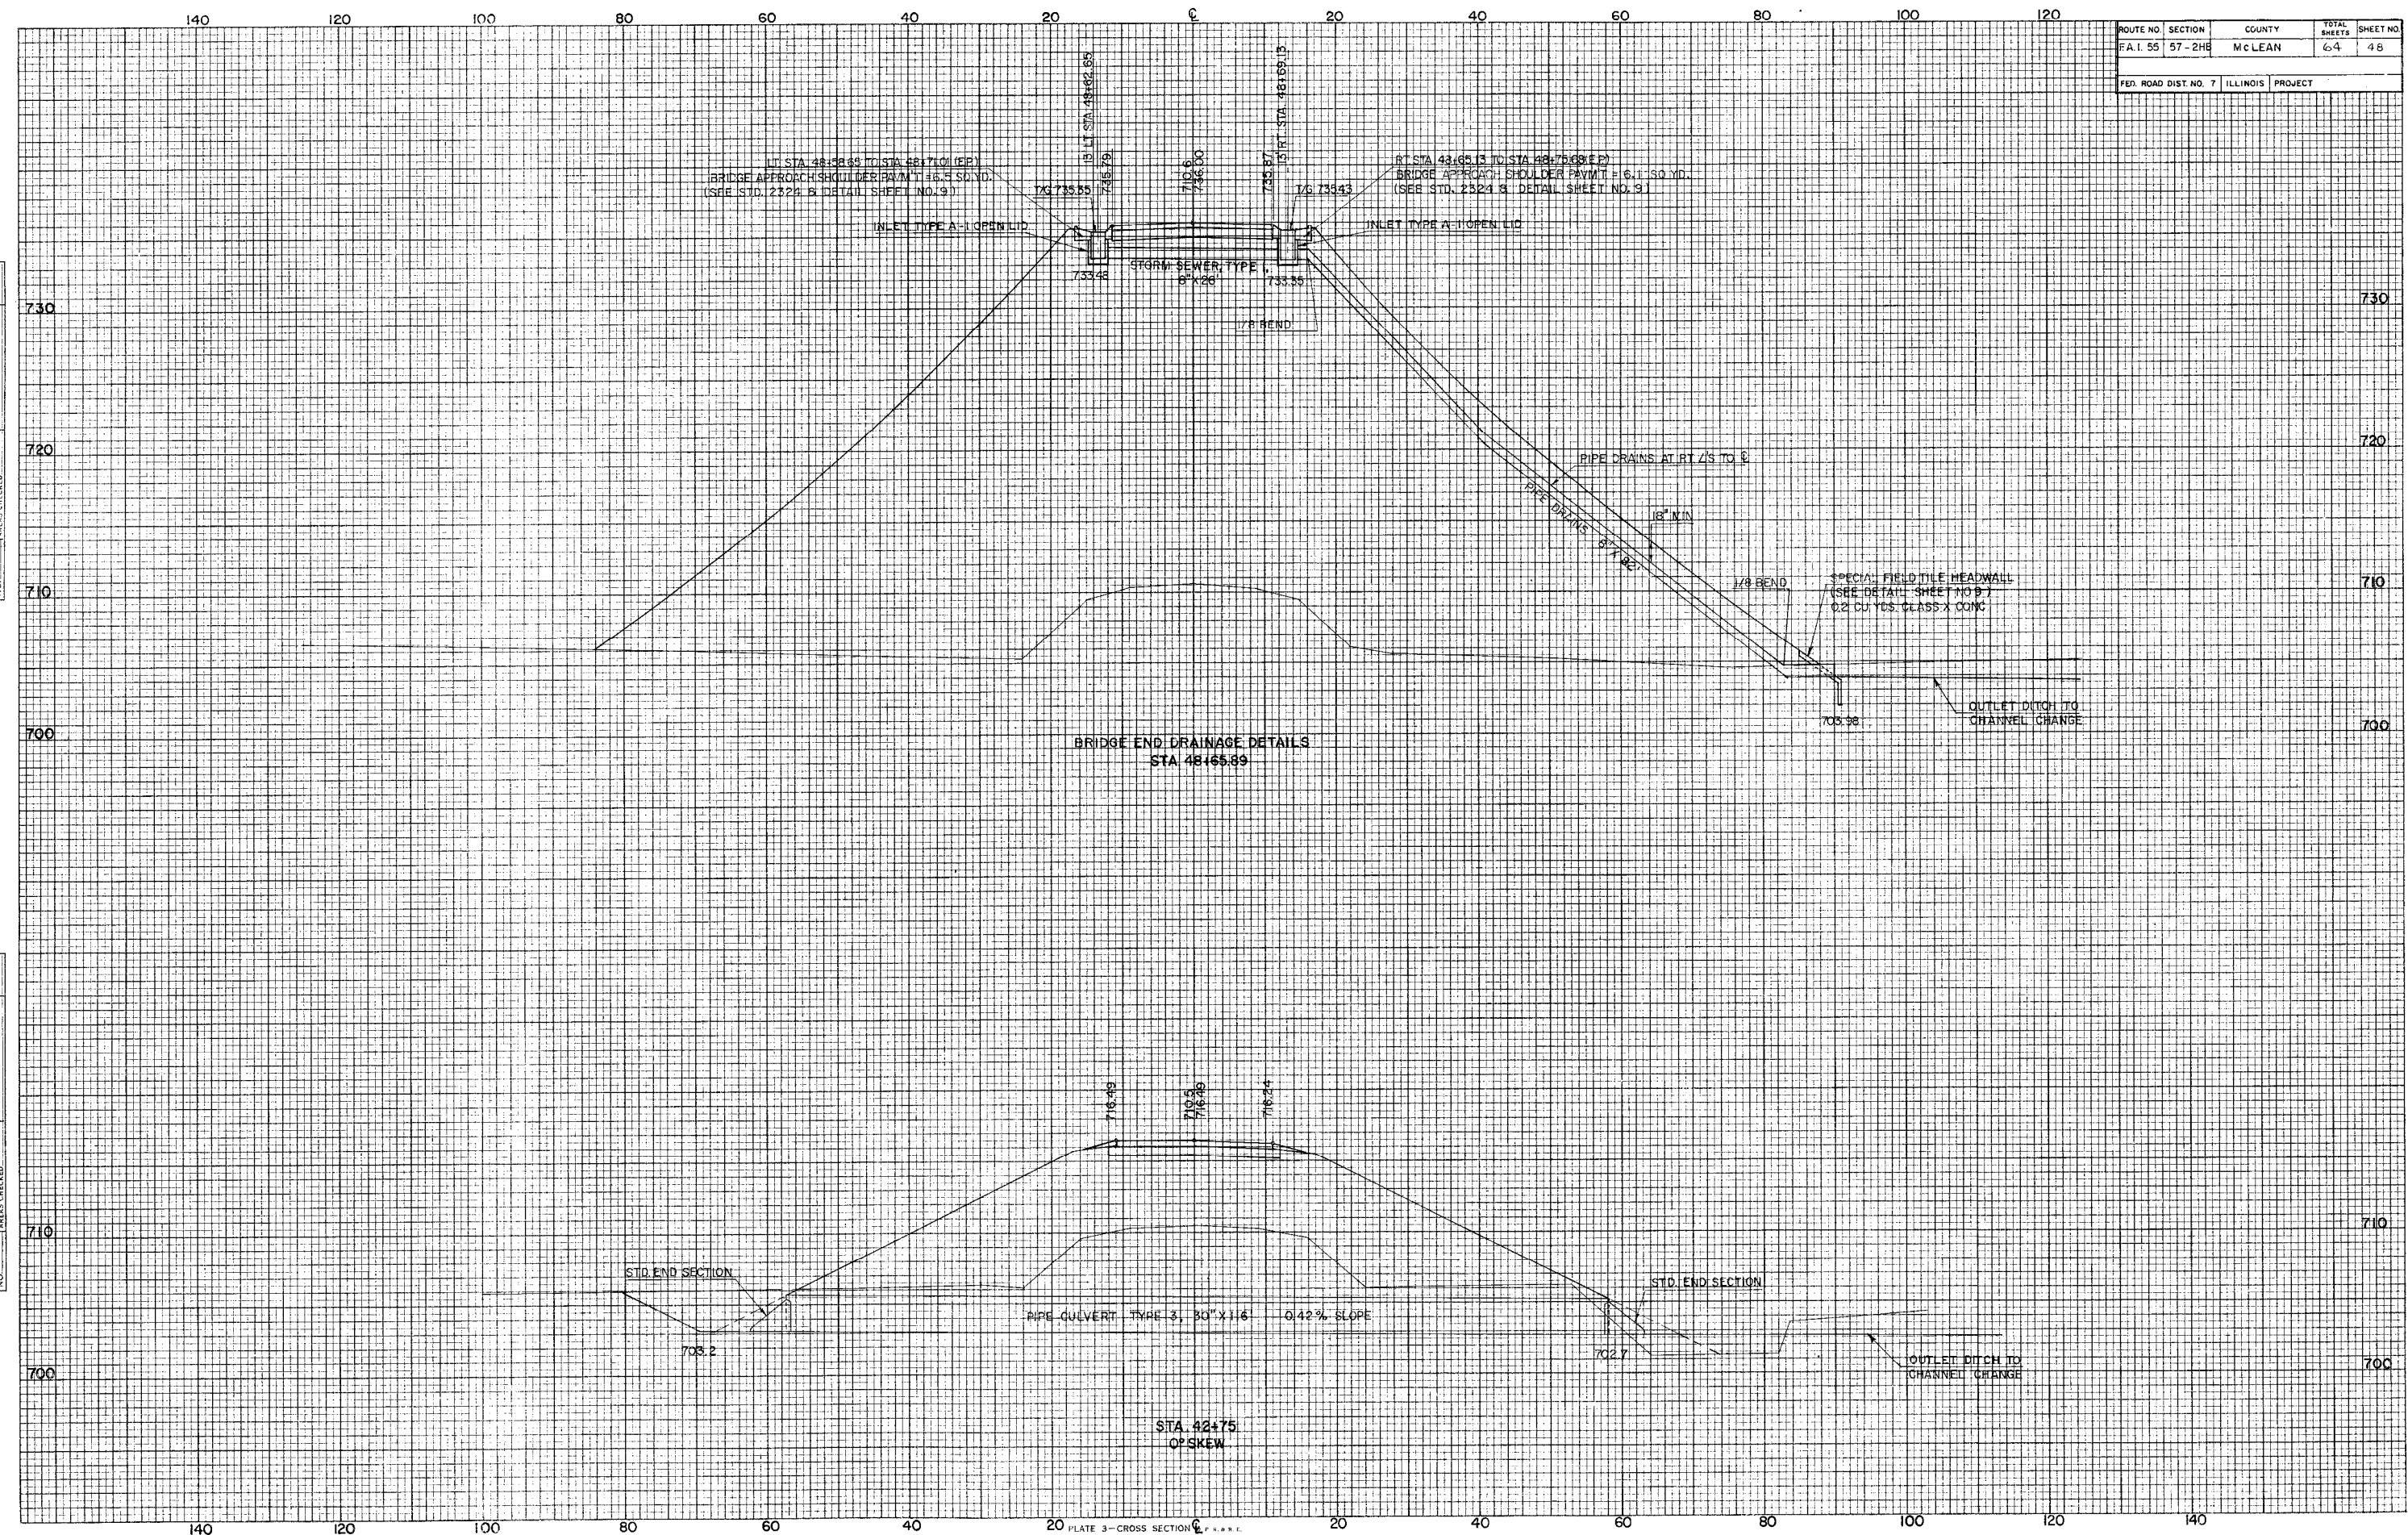 140 120 100 80 60 40 20 ℄ 20 40 60 80 100 120
ROUTE NO. SECTION COUNTY TOTAL SHEETS SHEET NO.
F.A.I. 55 57-2HB McLEAN 64 48
FED. ROAD DIST. NO. 7 ILLINOIS PROJECT
13' LT. STA. 48+62.65
735.79
710.6
736.00
735.87
13' RT. STA. 48+69.13
LT. STA. 48+58.65 TO STA. 48+71.01 (E.P.)
BRIDGE APPROACH SHOULDER PAVM'T = 6.5 SQ. YD.
(SEE STD. 2324 & DETAIL SHEET NO. 9)
T/G 735.35
INLET TYPE A-1 OPEN LID
RT. STA. 48+65.13 TO STA. 48+75.68 (E.P.)
BRIDGE APPROACH SHOULDER PAVM'T = 6.1 SQ. YD.
(SEE STD. 2324 & DETAIL SHEET NO. 9)
T/G 735.43
INLET TYPE A-1 OPEN LID
733.48
STORM SEWER, TYPE 1,
8" X 26'
733.35
1/8 BEND
730 730
720 720
PIPE DRAINS AT RT. ∠'S TO ℄
PIPE DRAINS 8" X 82'
18" MIN
710 710
1/8 BEND
SPECIAL FIELD TILE HEADWALL
(SEE DETAIL SHEET NO. 9)
0.2 CU. YDS. CLASS X CONC
703.98
OUTLET DITCH TO
CHANNEL CHANGE
700 700
BRIDGE END DRAINAGE DETAILS
STA. 48+65.89
716.49
710.5
716.49
716.24
710 710
STD. END SECTION
STD. END SECTION
PIPE CULVERT TYPE 3, 30" X 116' 0.42% SLOPE
703.2
702.7
OUTLET DITCH TO
CHANNEL CHANGE
700 700
STA. 42+75
0° SKEW
140 120 100 80 60 40 20 PLATE 3-CROSS SECTION ℄ 20 40 60 80 100 120 140
AREAS CHECKED